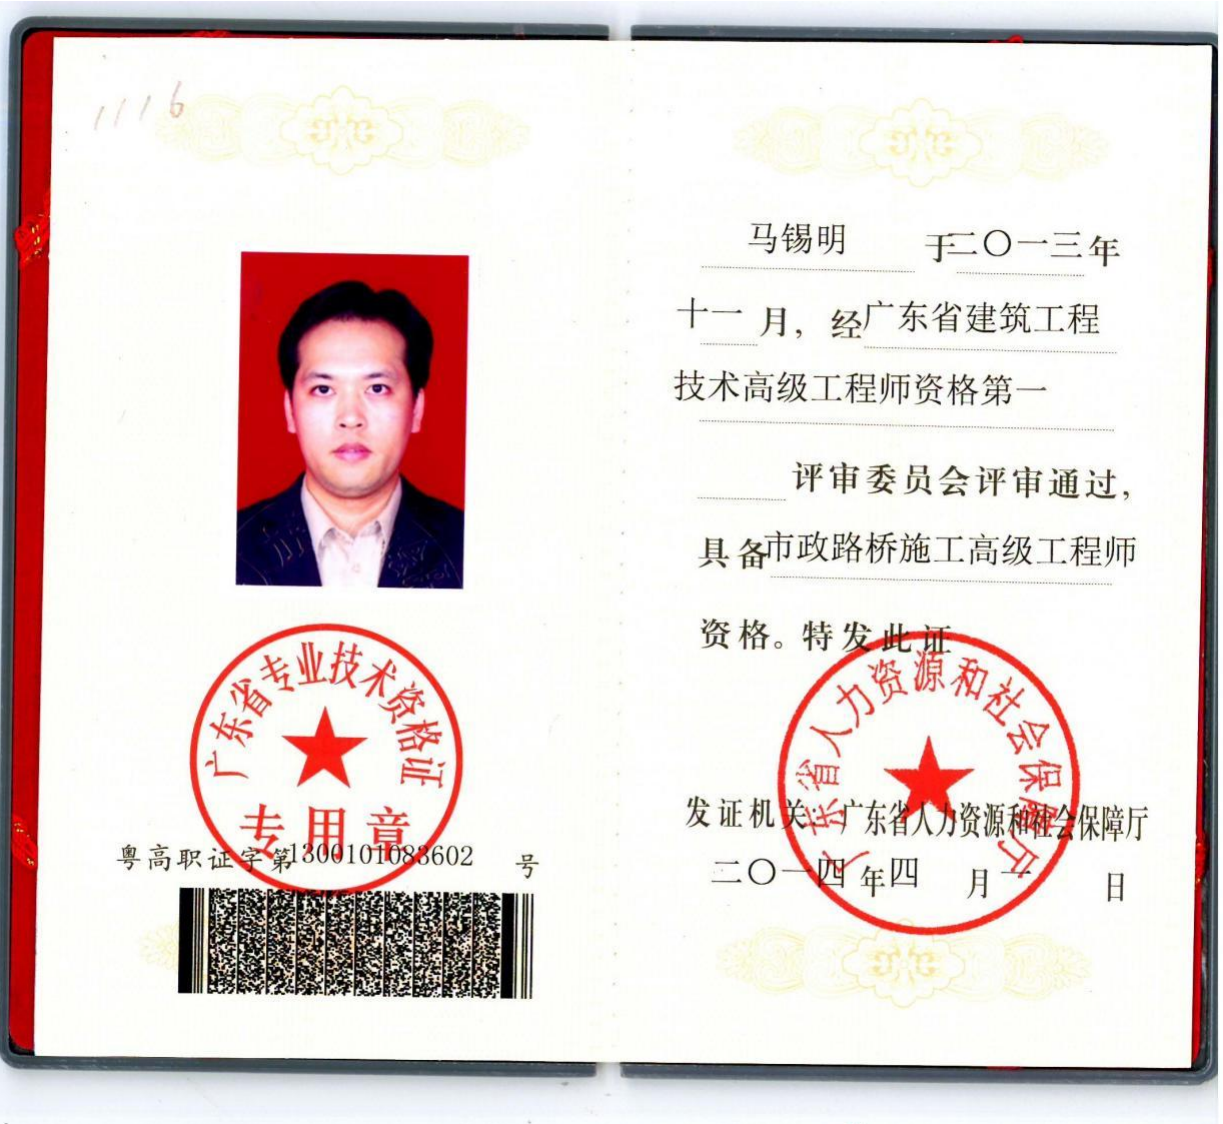 1116
广东省专业技术资格证
专用章
粤高职证字第1300101083602 号
马锡明 于二〇一三年
十一月，经广东省建筑工程
技术高级工程师资格第一
评审委员会评审通过，
具备市政路桥施工高级工程师
资格。特发此证
广东省人力资源和社会保障厅
发证机关：广东省人力资源和社会保障厅
二〇一四年四月一日